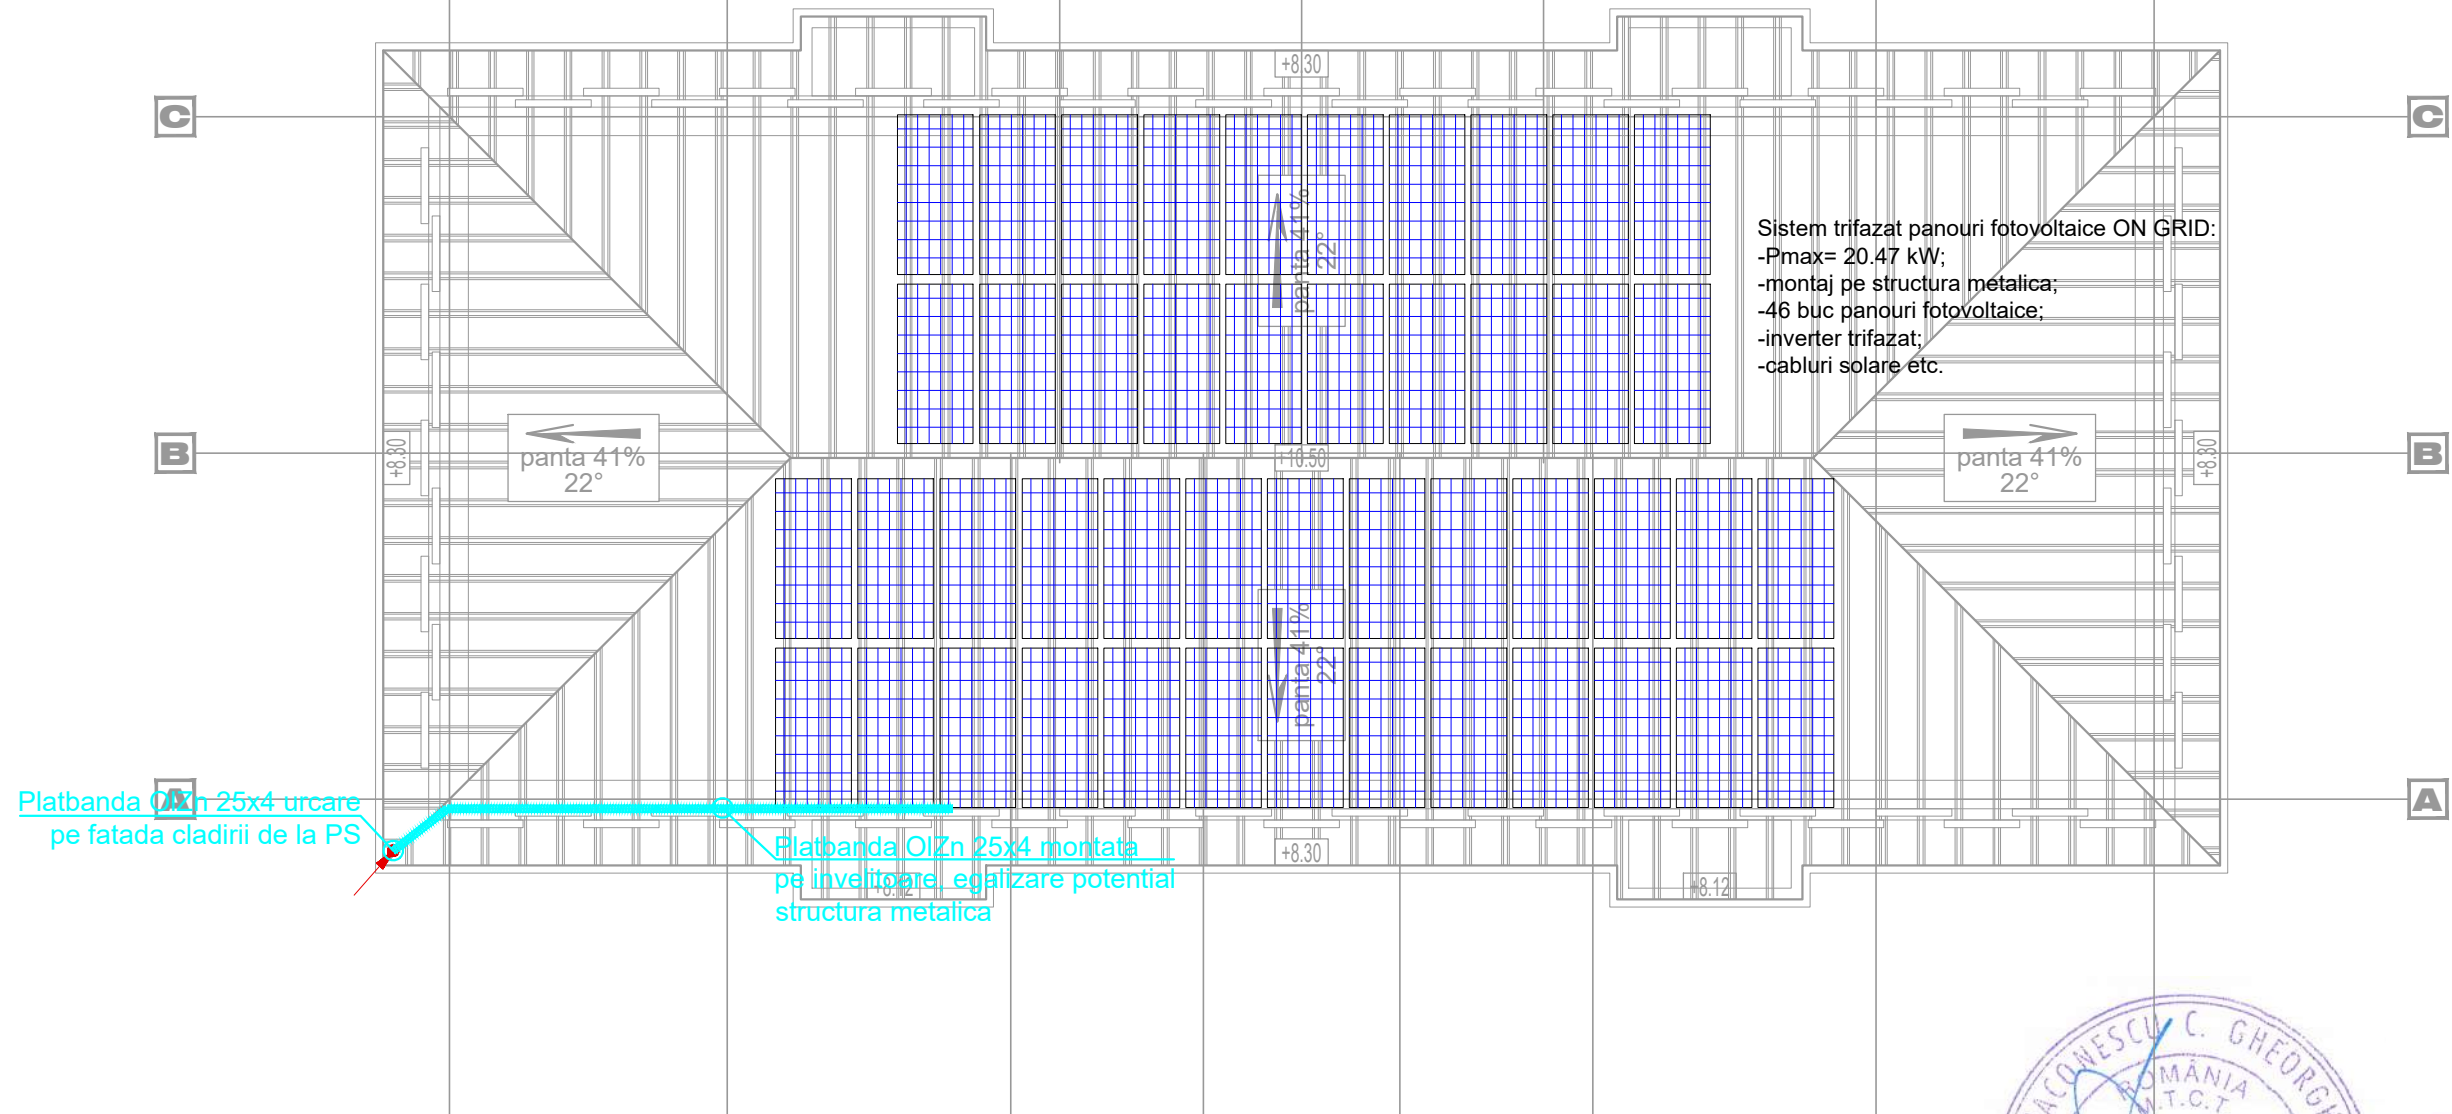 +8.30
C
C
panta 41%
22°
Sistem trifazat panouri fotovoltaice ON GRID:
-Pmax= 20.47 kW;
-montaj pe structura metalica;
-46 buc panouri fotovoltaice;
-inverter trifazat;
-cabluri solare etc.
B
+8.30
panta 41%
22°
+10.50
panta 41%
22°
+8.30
B
panta 41%
22°
A
A
Platbanda OlZn 25x4 urcare
pe fatada cladirii de la PS
Platbanda OlZn 25x4 montata
pe invelitoare, egalizare potential
structura metalica
+8.30
+8.12
+8.12
C. GHEORGH
ROMÂNIA
M.T.C.T.